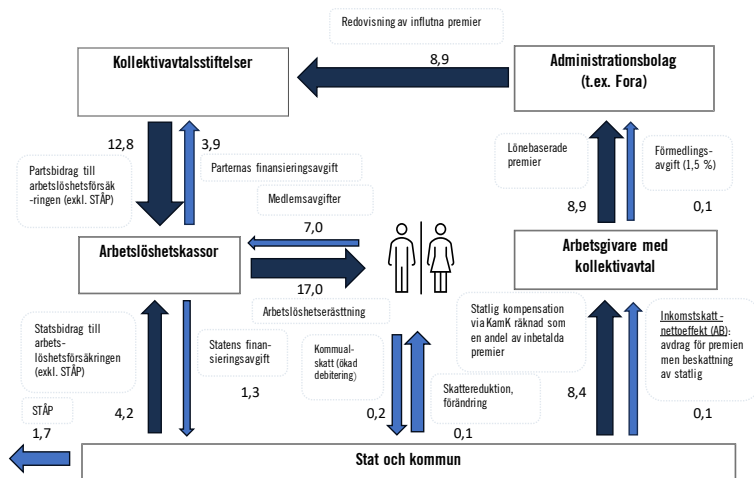 Redovisning av influtna premier
8,9
Kollektivavtalsstiftelser
Administrationsbolag
(t.ex. Fora)
12,8
3,9
Partsbidrag till
arbetslöshetsförsäk
-ringen (exkl. STÅP)
Parternas finansieringsavgift
Lönebaserade
premier
Förmedlings-
avgift (1,5 %)
8,9
0,1
Medlemsavgifter
7,0
Arbetslöshetskassor
17,0
Arbetslöshetserästtning
Arbetsgivare med
kollektivavtal
Statsbidrag till
arbets-
löshetsförsäkringen
(exkl. STÅP)
Statens finan-
sieringsavgift
1,3
Kommual-
skatt (ökad
debitering)
0,2
Skattereduktion,
förändring
0,1
Statlig kompensation
via KamK räknad som
en andel av inbetalda
premier
8,4
Inkomstskatt -
nettoeffekt (AB):
avdrag för premien
men beskattning
av statlig
0,1
STÅP
1,7
4,2
Stat och kommun